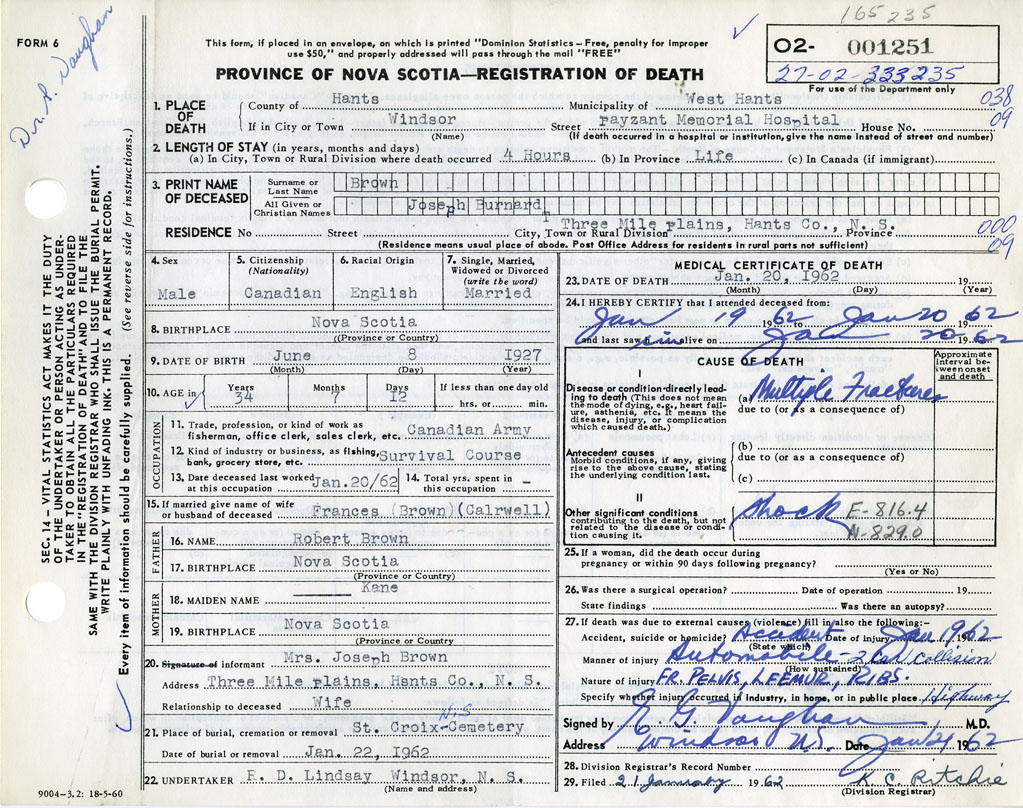 165 235
Dr. R. Vaughan
FORM 6
This form, if placed in an envelope, on which is printed "Dominion Statistics—Free, penalty for improper
use $50," and properly addressed will pass through the mail "FREE"
PROVINCE OF NOVA SCOTIA—REGISTRATION OF DEATH
O2- 001251
27-02-333235
For use of the Department only
038
09
1. PLACE OF DEATH
County of Hants Municipality of West Hants
If in City or Town Windsor Street Payzant Memorial Hospital House No.
(Name) (If death occurred in a hospital or institution, give the name instead of street and number)
2. LENGTH OF STAY (in years, months and days)
(a) In City, Town or Rural Division where death occurred 4 Hours (b) In Province Life (c) In Canada (if immigrant)
3. PRINT NAME OF DECEASED
Surname or Last Name Brown
All Given or Christian Names Joseph Burnard
RESIDENCE No Street City, Town or Rural Division Three Mile Plains, Hants Co., N. S. Province
(Residence means usual place of abode. Post Office Address for residents in rural parts not sufficient)
000
09
4. Sex Male
5. Citizenship (Nationality) Canadian
6. Racial Origin English
7. Single, Married, Widowed or Divorced (write the word) Married
8. BIRTHPLACE Nova Scotia
(Province or Country)
9. DATE OF BIRTH June 8 1927
(Month) (Day) (Year)
10. AGE in Years 34 Months 7 Days 12 If less than one day old hrs. or min.
OCCUPATION
11. Trade, profession, or kind of work as
fisherman, office clerk, sales clerk, etc. Canadian Army
12. Kind of industry or business, as fishing,
bank, grocery store, etc. Survival Course
13. Date deceased last worked at this occupation Jan.20/62 14. Total yrs. spent in this occupation -
15. If married give name of wife
or husband of deceased Frances (Brown)(Calrwell)
FATHER
16. NAME Robert Brown
17. BIRTHPLACE Nova Scotia
(Province or Country)
MOTHER
18. MAIDEN NAME Kane
19. BIRTHPLACE Nova Scotia
(Province or Country)
20. Signature of informant Mrs. Joseph Brown
Address Three Mile Plains, Hants Co., N. S.
Relationship to deceased Wife
21. Place of burial, cremation or removal St. Croix Cemetery N.S.
Date of burial or removal Jan. 22, 1962
22. UNDERTAKER R. D. Lindsay Windsor, N. S.
(Name and address)
9004—3.2: 18-5-60
MEDICAL CERTIFICATE OF DEATH
23. DATE OF DEATH Jan. 20, 1962 19
(Month) (Day) (Year)
24. I HEREBY CERTIFY that I attended deceased from:
Jan 19 1962 to Jan 20 1962
and last saw him alive on Jan 20 1962
CAUSE OF DEATH
Approximate interval between onset and death
I
Disease or condition directly leading to death (This does not
mean the mode of dying, e.g., heart failure, asthenia, etc. It means the
disease, injury, or complication
which caused death.)
(a) Multiple Fractures
due to (or as a consequence of)
Antecedent causes
Morbid conditions, if any, giving
rise to the above cause, stating
the underlying condition last.
(b)
due to (or as a consequence of)
(c)
II
Other significant conditions
contributing to the death, but not
related to the disease or condition causing it.
Shock E-816.4
N-829.0
25. If a woman, did the death occur during
pregnancy or within 90 days following pregnancy?
(Yes or No)
26. Was there a surgical operation? Date of operation 19
State findings Was there an autopsy?
27. If death was due to external causes (violence) fill in also the following:—
Accident, suicide or homicide? Accident Date of injury Jan 19 1962
(State which)
Manner of injury Automobile - 2 Car Collision
(How sustained)
Nature of injury FR. PELVIS, LEEMUR, RIBS.
Specify whether injury occurred in industry, in home, or in public place. Highway
Signed by E G Vaughan M.D.
Address Windsor N.S. Date Jan 24 1962
28. Division Registrar's Record Number
29. Filed 21 January 1962 K. C. Ritchie
(Division Registrar)
SEC. 14 – VITAL STATISTICS ACT MAKES IT THE DUTY
OF THE UNDERTAKER OR PERSON ACTING AS UNDER-
TAKER TO OBTAIN ALL THE PARTICULARS REQUIRED
IN THE "REGISTRATION OF DEATH" AND TO FILE THE
SAME WITH THE DIVISION REGISTRAR WHO SHALL ISSUE THE BURIAL PERMIT.
WRITE PLAINLY WITH UNFADING INK. THIS IS A PERMANENT RECORD.
Every item of information should be carefully supplied. (See reverse side for instructions.)